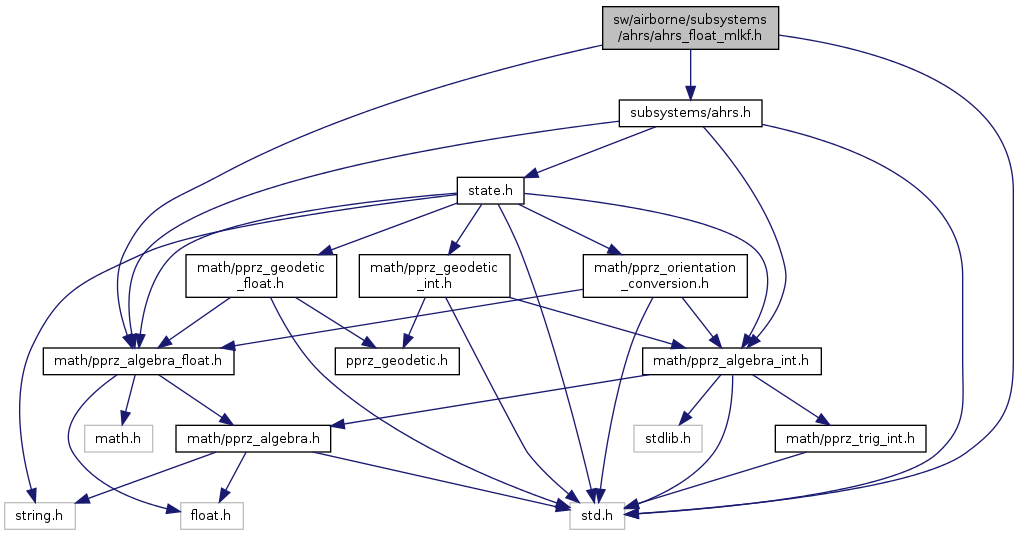 sw/airborne/subsystems
/ahrs/ahrs_float_mlkf.h
subsystems/ahrs.h
state.h
math/pprz_geodetic
_float.h
math/pprz_geodetic
_int.h
math/pprz_orientation
_conversion.h
math/pprz_algebra_float.h
pprz_geodetic.h
math/pprz_algebra_int.h
math.h
math/pprz_algebra.h
stdlib.h
math/pprz_trig_int.h
string.h
float.h
std.h